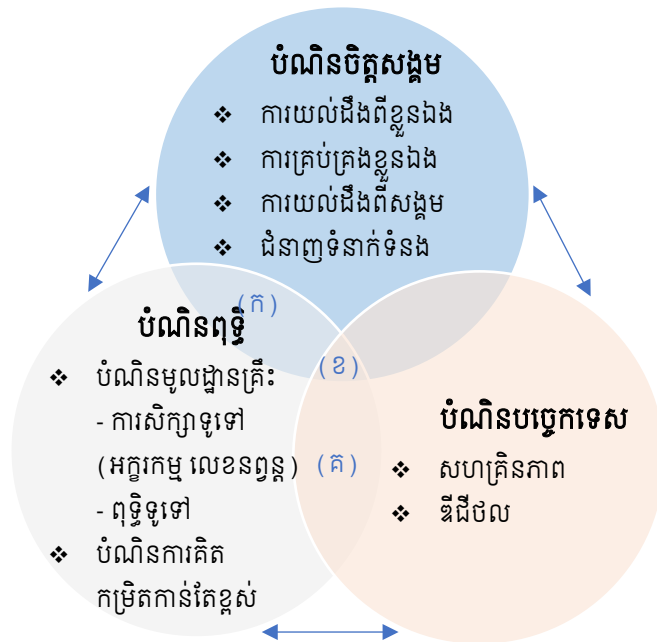 បំណិនចិត្តសង្គម
❖ ការយល់ដឹងពីខ្លួនឯង
❖ ការគ្រប់គ្រងខ្លួនឯង
❖ ការយល់ដឹងពីសង្គម
❖ ជំនាញទំនាក់ទំនង
(ក)
បំណិនពុទ្ធិ
❖ បំណិនមូលដ្ឋានគ្រឹះ
- ការសិក្សាទូទៅ
(អក្ខរកម្ម លេខនព្វន្ត)
- ពុទ្ធិទូទៅ
❖ បំណិនការគិត
កម្រិតកាន់តែខ្ពស់
(ខ)
(គ)
បំណិនបច្ចេកទេស
❖ សហគ្រិនភាព
❖ ឌីជីថល